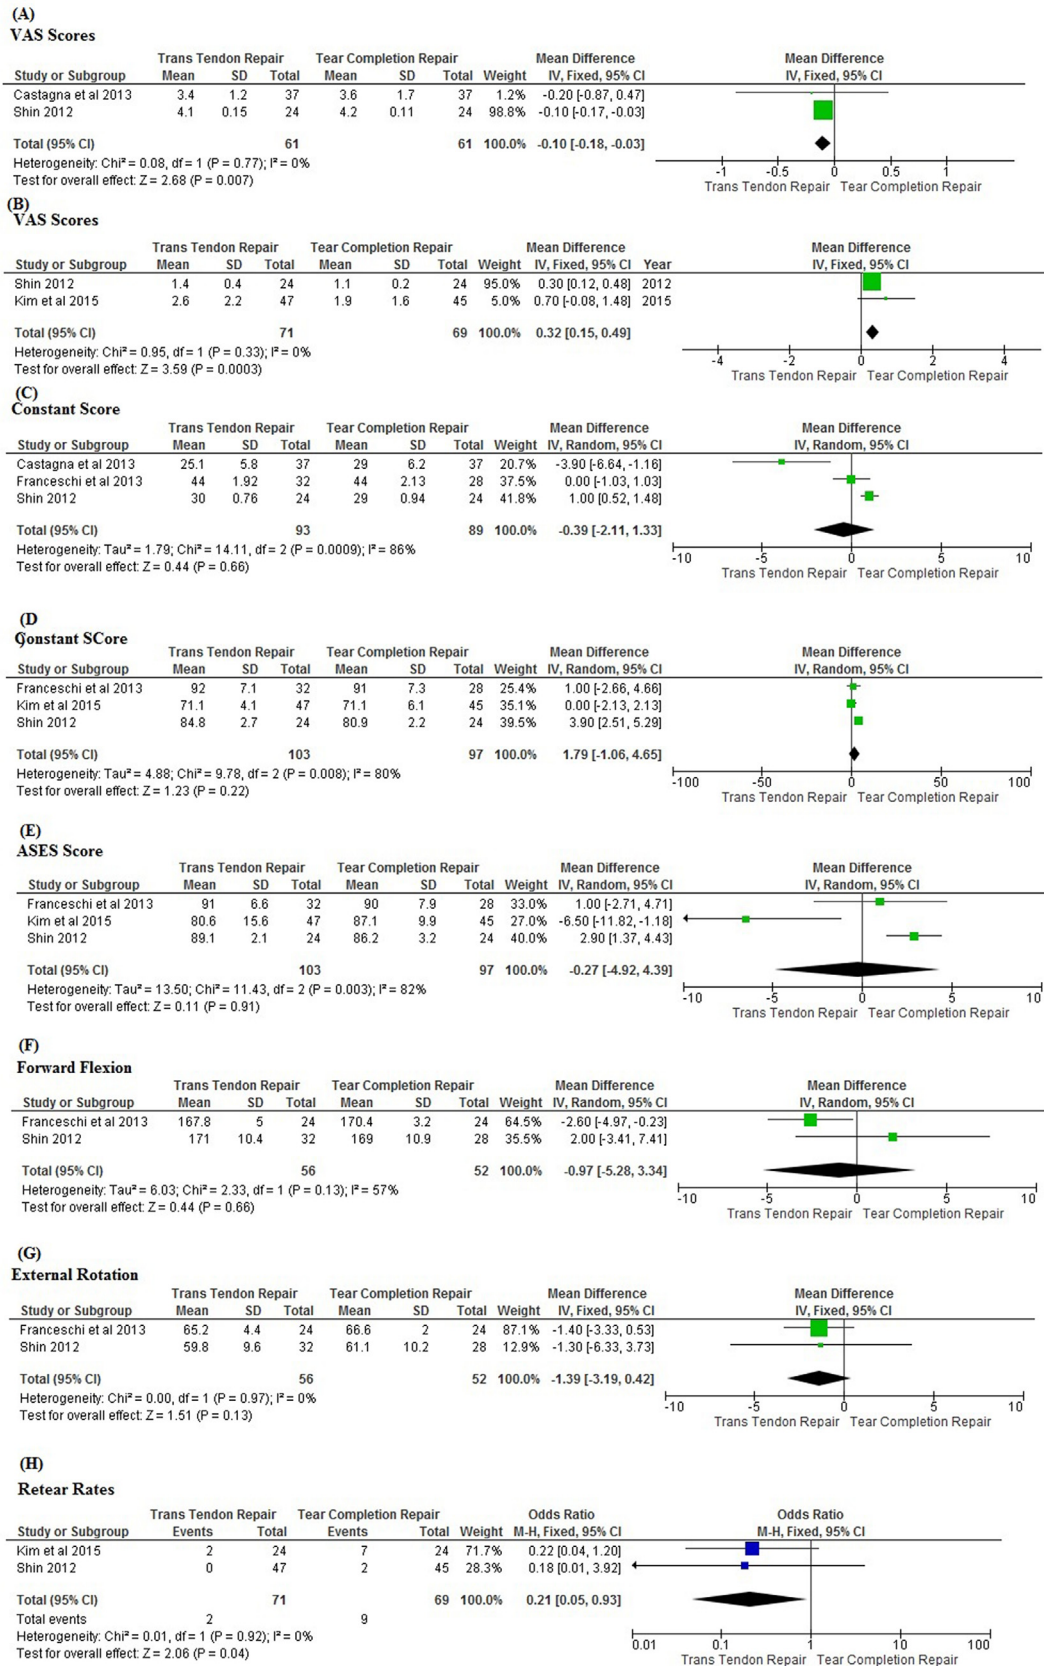 (A)
VAS Scores
Trans Tendon Repair Tear Completion Repair Mean Difference Mean Difference
Study or Subgroup Mean SD Total Mean SD Total Weight IV, Fixed, 95% CI IV, Fixed, 95% CI
Castagna et al 2013 3.4 1.2 37 3.6 1.7 37 1.2% -0.20 [-0.87, 0.47]
Shin 2012 4.1 0.15 24 4.2 0.11 24 98.8% -0.10 [-0.17, -0.03]
Total (95% CI) 61 61 100.0% -0.10 [-0.18, -0.03]
Heterogeneity: Chi² = 0.08, df = 1 (P = 0.77); I² = 0%
Test for overall effect: Z = 2.68 (P = 0.007)
-1 -0.5 0 0.5 1
Trans Tendon Repair Tear Completion Repair
(B)
VAS Scores
Trans Tendon Repair Tear Completion Repair Mean Difference Mean Difference
Study or Subgroup Mean SD Total Mean SD Total Weight IV, Fixed, 95% CI Year IV, Fixed, 95% CI
Shin 2012 1.4 0.4 24 1.1 0.2 24 95.0% 0.30 [0.12, 0.48] 2012
Kim et al 2015 2.6 2.2 47 1.9 1.6 45 5.0% 0.70 [-0.08, 1.48] 2015
Total (95% CI) 71 69 100.0% 0.32 [0.15, 0.49]
Heterogeneity: Chi² = 0.95, df = 1 (P = 0.33); I² = 0%
Test for overall effect: Z = 3.59 (P = 0.0003)
-4 -2 0 2 4
Trans Tendon Repair Tear Completion Repair
(C)
Constant Score
Trans Tendon Repair Tear Completion Repair Mean Difference Mean Difference
Study or Subgroup Mean SD Total Mean SD Total Weight IV, Random, 95% CI IV, Random, 95% CI
Castagna et al 2013 25.1 5.8 37 29 6.2 37 20.7% -3.90 [-6.64, -1.16]
Franceschi et al 2013 44 1.92 32 44 2.13 28 37.5% 0.00 [-1.03, 1.03]
Shin 2012 30 0.76 24 29 0.94 24 41.8% 1.00 [0.52, 1.48]
Total (95% CI) 93 89 100.0% -0.39 [-2.11, 1.33]
Heterogeneity: Tau² = 1.79; Chi² = 14.11, df = 2 (P = 0.0009); I² = 86%
Test for overall effect: Z = 0.44 (P = 0.66)
-10 -5 0 5 10
Trans Tendon Repair Tear Completion Repair
(D
)
Constant SCore
Trans Tendon Repair Tear Completion Repair Mean Difference Mean Difference
Study or Subgroup Mean SD Total Mean SD Total Weight IV, Random, 95% CI IV, Random, 95% CI
Franceschi et al 2013 92 7.1 32 91 7.3 28 25.4% 1.00 [-2.66, 4.66]
Kim et al 2015 71.1 4.1 47 71.1 6.1 45 35.1% 0.00 [-2.13, 2.13]
Shin 2012 84.8 2.7 24 80.9 2.2 24 39.5% 3.90 [2.51, 5.29]
Total (95% CI) 103 97 100.0% 1.79 [-1.06, 4.65]
Heterogeneity: Tau² = 4.88; Chi² = 9.78, df = 2 (P = 0.008); I² = 80%
Test for overall effect: Z = 1.23 (P = 0.22)
-100 -50 0 50 100
Trans Tendon Repair Tear Completion Repair
(E)
ASES Score
Trans Tendon Repair Tear Completion Repair Mean Difference Mean Difference
Study or Subgroup Mean SD Total Mean SD Total Weight IV, Random, 95% CI IV, Random, 95% CI
Franceschi et al 2013 91 6.6 32 90 7.9 28 33.0% 1.00 [-2.71, 4.71]
Kim et al 2015 80.6 15.6 47 87.1 9.9 45 27.0% -6.50 [-11.82, -1.18]
Shin 2012 89.1 2.1 24 86.2 3.2 24 40.0% 2.90 [1.37, 4.43]
Total (95% CI) 103 97 100.0% -0.27 [-4.92, 4.39]
Heterogeneity: Tau² = 13.50; Chi² = 11.43, df = 2 (P = 0.003); I² = 82%
Test for overall effect: Z = 0.11 (P = 0.91)
-10 -5 0 5 10
Trans Tendon Repair Tear Completion Repair
(F)
Forward Flexion
Trans Tendon Repair Tear Completion Repair Mean Difference Mean Difference
Study or Subgroup Mean SD Total Mean SD Total Weight IV, Random, 95% CI IV, Random, 95% CI
Franceschi et al 2013 167.8 5 24 170.4 3.2 24 64.5% -2.60 [-4.97, -0.23]
Shin 2012 171 10.4 32 169 10.9 28 35.5% 2.00 [-3.41, 7.41]
Total (95% CI) 56 52 100.0% -0.97 [-5.28, 3.34]
Heterogeneity: Tau² = 6.03; Chi² = 2.33, df = 1 (P = 0.13); I² = 57%
Test for overall effect: Z = 0.44 (P = 0.66)
-10 -5 0 5 10
Trans Tendon Repair Tear Completion Repair
(G)
External Rotation
Trans Tendon Repair Tear Completion Repair Mean Difference Mean Difference
Study or Subgroup Mean SD Total Mean SD Total Weight IV, Fixed, 95% CI IV, Fixed, 95% CI
Franceschi et al 2013 65.2 4.4 24 66.6 2 24 87.1% -1.40 [-3.33, 0.53]
Shin 2012 59.8 9.6 32 61.1 10.2 28 12.9% -1.30 [-6.33, 3.73]
Total (95% CI) 56 52 100.0% -1.39 [-3.19, 0.42]
Heterogeneity: Chi² = 0.00, df = 1 (P = 0.97); I² = 0%
Test for overall effect: Z = 1.51 (P = 0.13)
-10 -5 0 5 10
Trans Tendon Repair Tear Completion Repair
(H)
Retear Rates
Trans Tendon Repair Tear Completion Repair Odds Ratio Odds Ratio
Study or Subgroup Events Total Events Total Weight M-H, Fixed, 95% CI M-H, Fixed, 95% CI
Kim et al 2015 2 24 7 24 71.7% 0.22 [0.04, 1.20]
Shin 2012 0 47 2 45 28.3% 0.18 [0.01, 3.92]
Total (95% CI) 71 69 100.0% 0.21 [0.05, 0.93]
Total events 2 9
Heterogeneity: Chi² = 0.01, df = 1 (P = 0.92); I² = 0%
Test for overall effect: Z = 2.06 (P = 0.04)
0.01 0.1 1 10 100
Trans Tendon Repair Tear Completion Repair